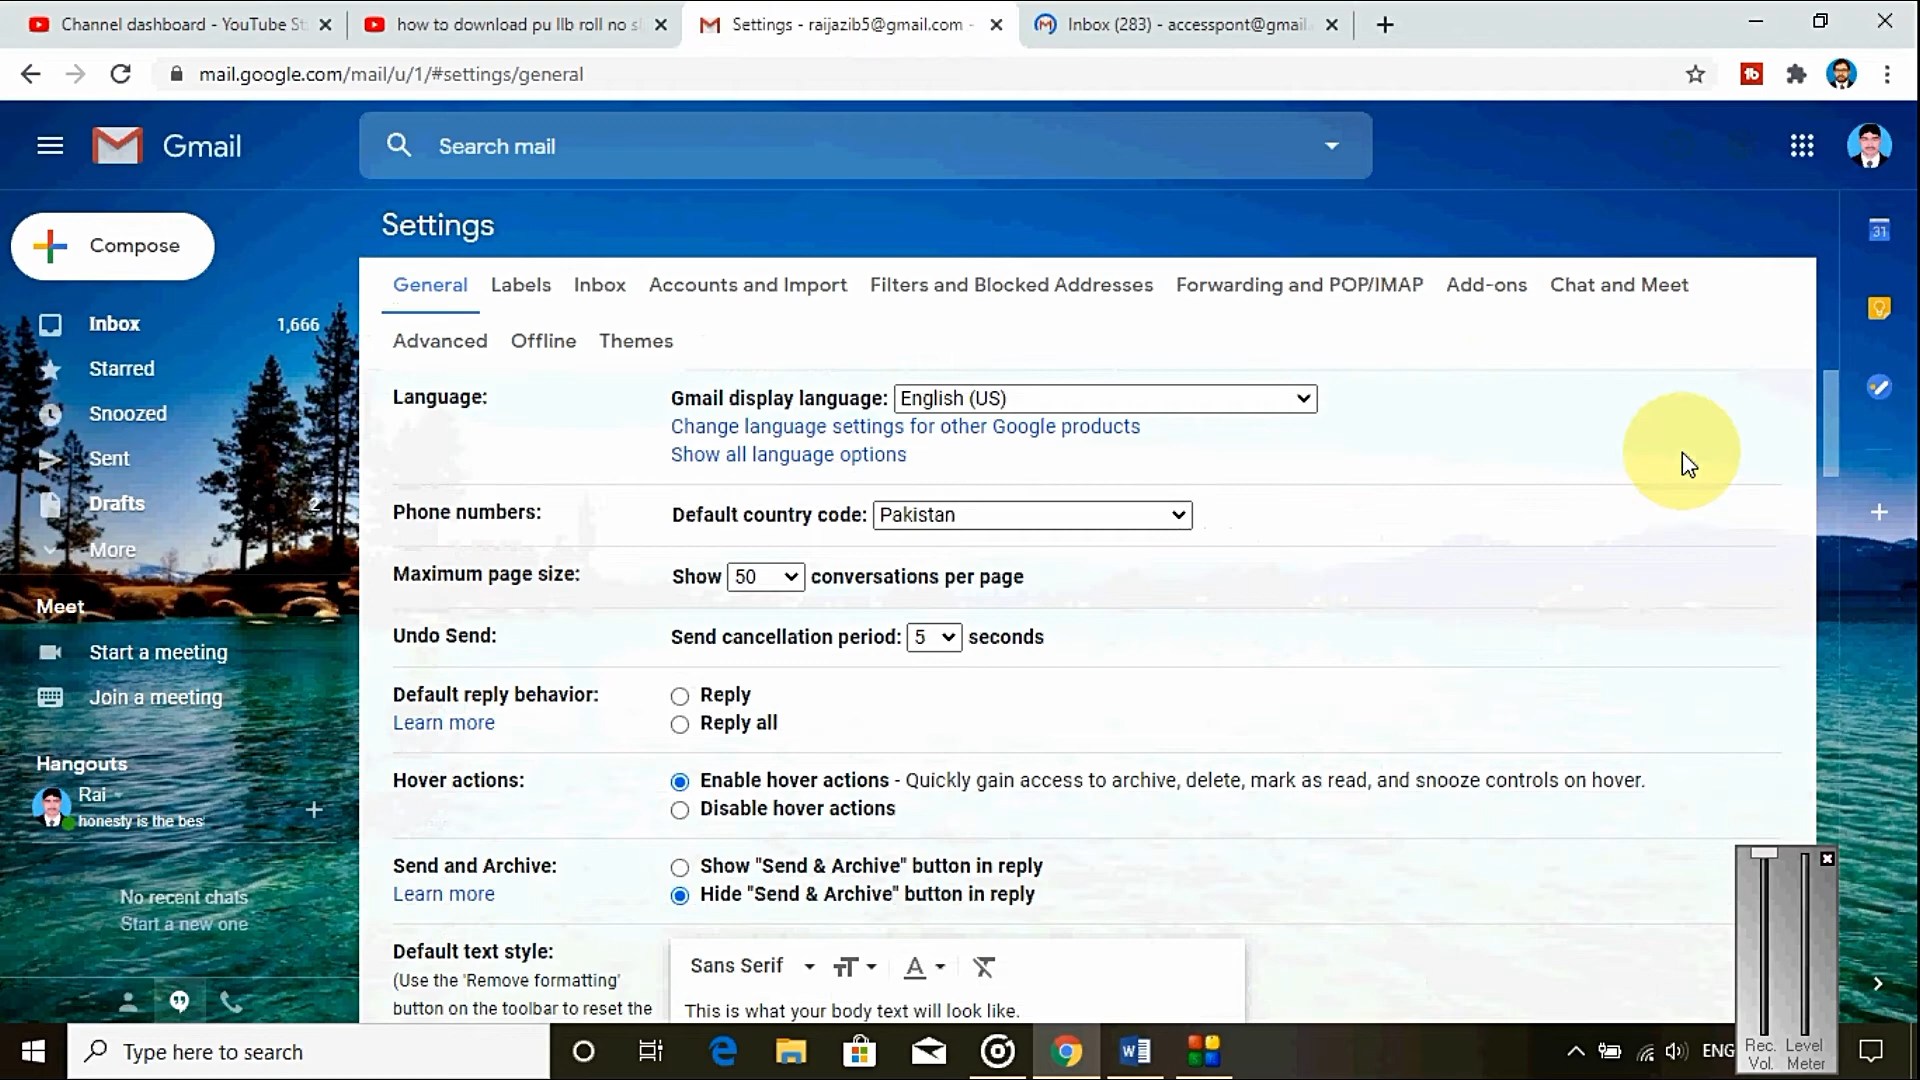 Channel dashboard - YouTube St
how to download pu llb roll no sl
Settings - raijazib5@gmail.com -
Inbox (283) - accesspont@gmail.
mail.google.com/mail/u/1/#settings/general
Gmail
Search mail
Settings
Compose
31
General Labels Inbox Accounts and Import Filters and Blocked Addresses Forwarding and POP/IMAP Add-ons Chat and Meet
Advanced Offline Themes
Inbox 1,666
Starred
Snoozed
Sent
Drafts 2
More
Meet
Start a meeting
Join a meeting
Hangouts
Rai
honesty is the bes
No recent chats
Start a new one
Language: Gmail display language: English (US)
Change language settings for other Google products
Show all language options
Phone numbers: Default country code: Pakistan
Maximum page size: Show 50 conversations per page
Undo Send: Send cancellation period: 5 seconds
Default reply behavior: Reply
Learn more Reply all
Hover actions: Enable hover actions - Quickly gain access to archive, delete, mark as read, and snooze controls on hover.
Disable hover actions
Send and Archive: Show "Send & Archive" button in reply
Learn more Hide "Send & Archive" button in reply
Default text style: Sans Serif
(Use the 'Remove formatting'
button on the toolbar to reset the This is what your body text will look like.
Type here to search
ENG
Rec. Level
Vol. Meter